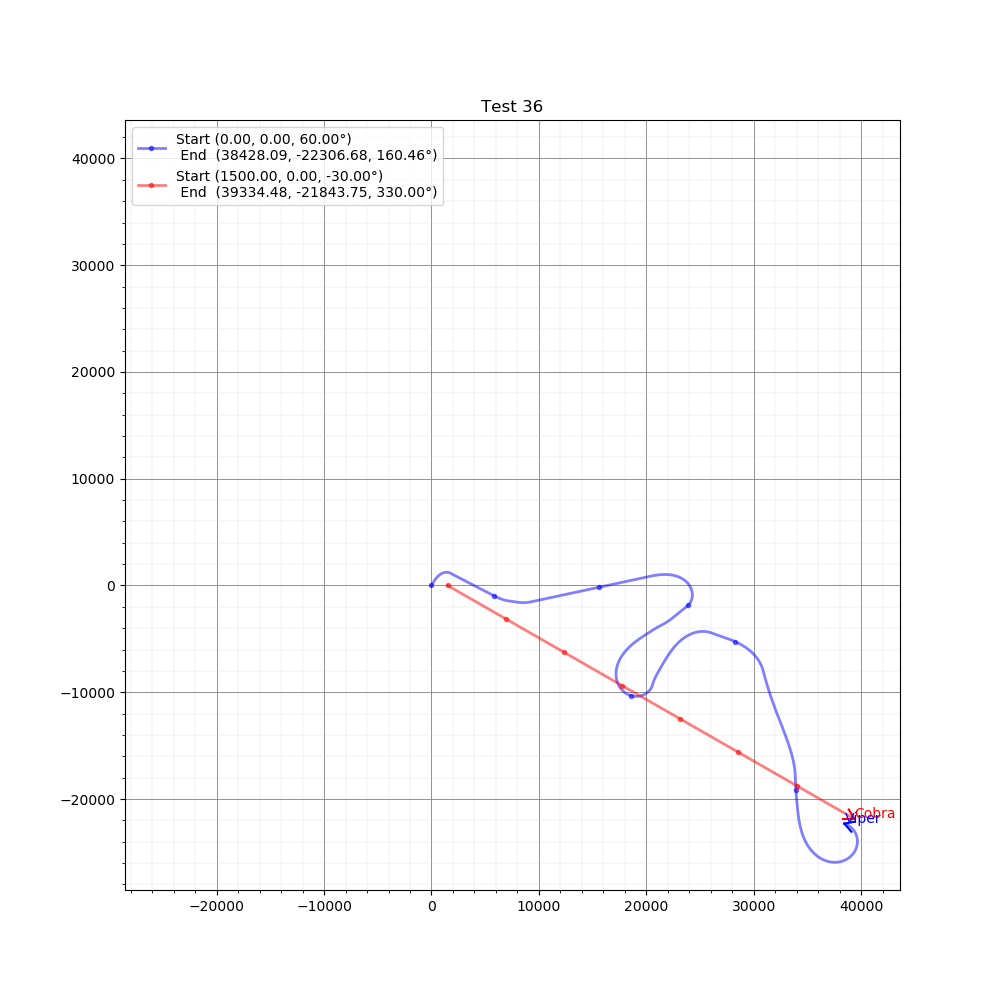 Test 36
Start (0.00, 0.00, 60.00°)
End (38428.09, -22306.68, 160.46°)
Start (1500.00, 0.00, -30.00°)
End (39334.48, -21843.75, 330.00°)
40000
30000
20000
10000
0
−10000
−20000
Cobra
Viper
−20000 −10000 0 10000 20000 30000 40000